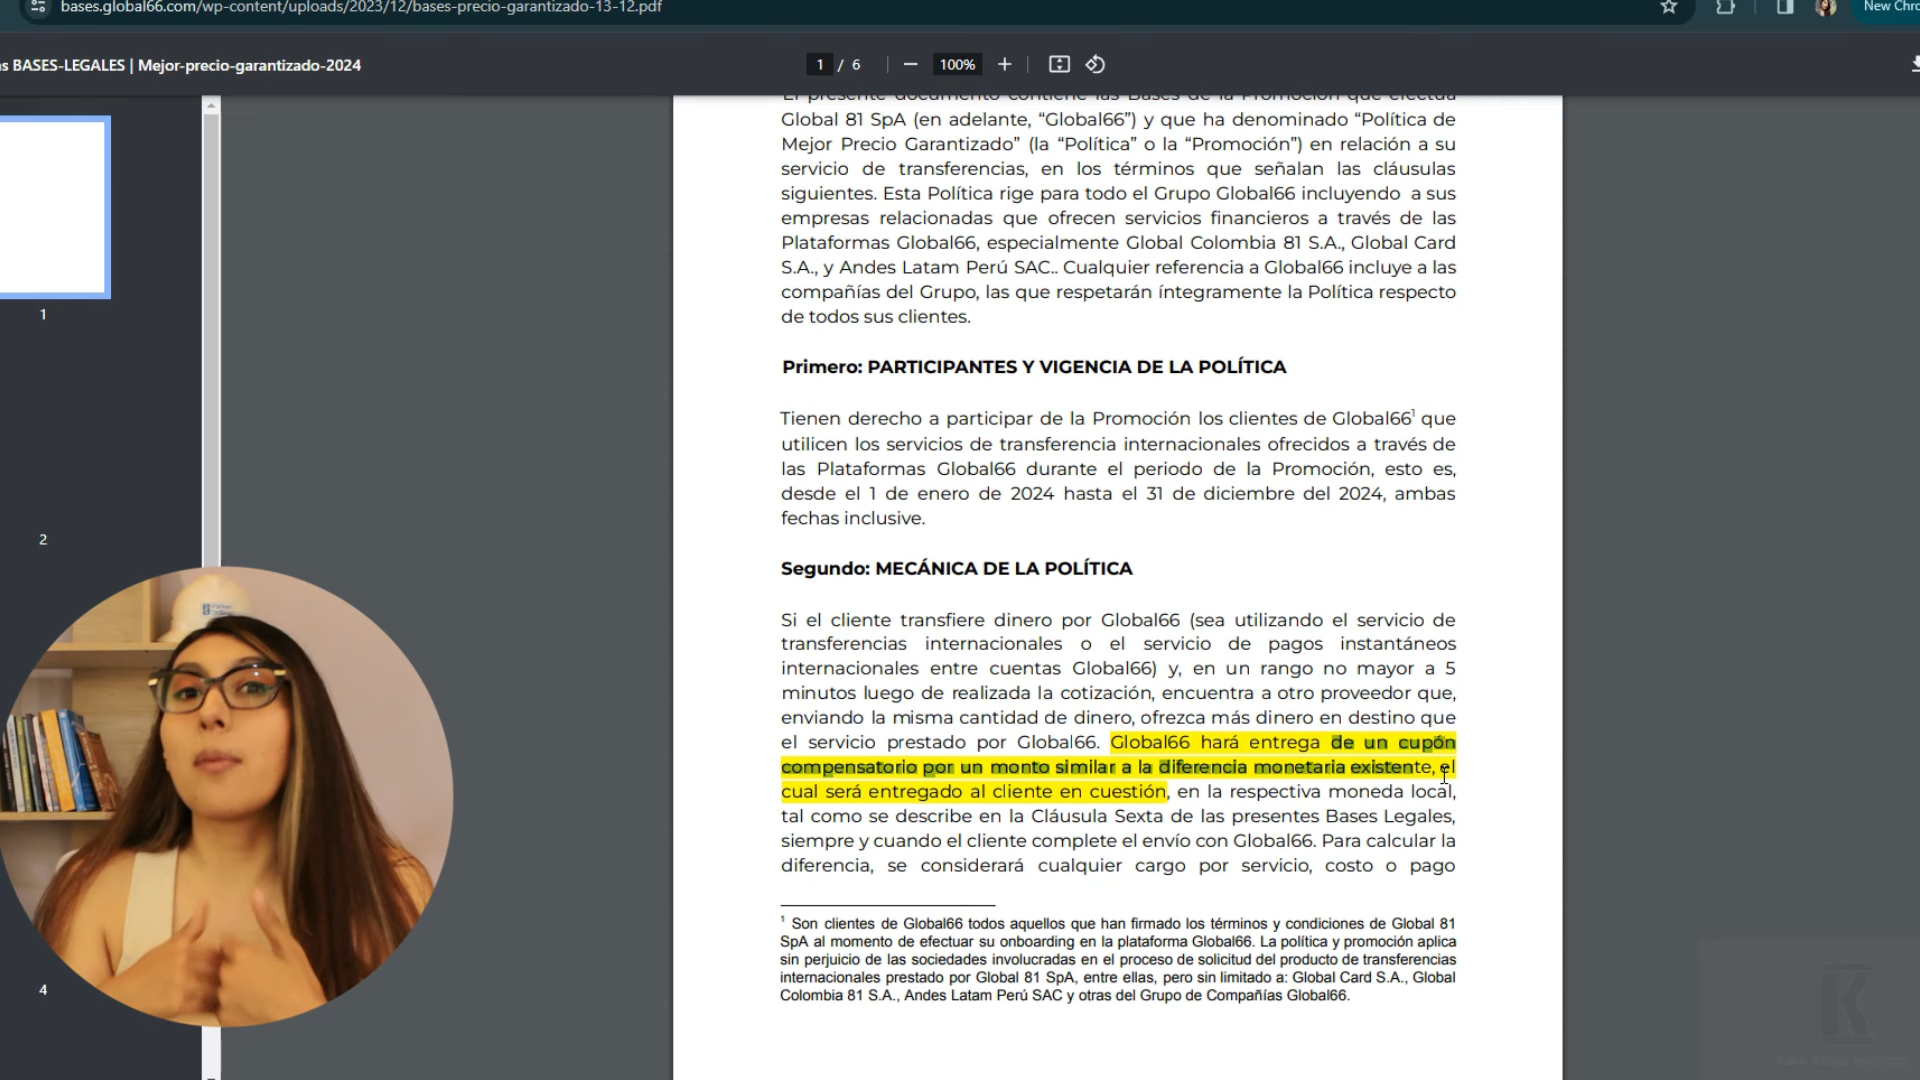 bases.global66.com/wp-content/uploads/2023/12/bases-precio-garantizado-13-12.pdf
New Chro
s BASES-LEGALES | Mejor-precio-garantizado-2024
1 / 6
100%
El presente documento contiene las Bases de la Promoción que efectúa
Global 81 SpA (en adelante, “Global66”) y que ha denominado “Política de
Mejor Precio Garantizado” (la “Política” o la “Promoción”) en relación a su
servicio de transferencias, en los términos que señalan las cláusulas
siguientes. Esta Política rige para todo el Grupo Global66 incluyendo a sus
empresas relacionadas que ofrecen servicios financieros a través de las
Plataformas Global66, especialmente Global Colombia 81 S.A., Global Card
S.A., y Andes Latam Perú SAC.. Cualquier referencia a Global66 incluye a las
compañías del Grupo, las que respetarán íntegramente la Política respecto
de todos sus clientes.
Primero: PARTICIPANTES Y VIGENCIA DE LA POLÍTICA
Tienen derecho a participar de la Promoción los clientes de Global66¹ que
utilicen los servicios de transferencia internacionales ofrecidos a través de
las Plataformas Global66 durante el periodo de la Promoción, esto es,
desde el 1 de enero de 2024 hasta el 31 de diciembre del 2024, ambas
fechas inclusive.
Segundo: MECÁNICA DE LA POLÍTICA
Si el cliente transfiere dinero por Global66 (sea utilizando el servicio de
transferencias internacionales o el servicio de pagos instantáneos
internacionales entre cuentas Global66) y, en un rango no mayor a 5
minutos luego de realizada la cotización, encuentra a otro proveedor que,
enviando la misma cantidad de dinero, ofrezca más dinero en destino que
el servicio prestado por Global66. Global66 hará entrega de un cupón
compensatorio por un monto similar a la diferencia monetaria existente, el
cual será entregado al cliente en cuestión, en la respectiva moneda local,
tal como se describe en la Cláusula Sexta de las presentes Bases Legales,
siempre y cuando el cliente complete el envío con Global66. Para calcular la
diferencia, se considerará cualquier cargo por servicio, costo o pago
¹ Son clientes de Global66 todos aquellos que han firmado los términos y condiciones de Global 81
SpA al momento de efectuar su onboarding en la plataforma Global66. La política y promoción aplica
sin perjuicio de las sociedades involucradas en el proceso de solicitud del producto de transferencias
internacionales prestado por Global 81 SpA, entre ellas, pero sin limitado a: Global Card S.A., Global
Colombia 81 S.A., Andes Latam Perú SAC y otras del Grupo de Compañías Global66.
1
2
4
K